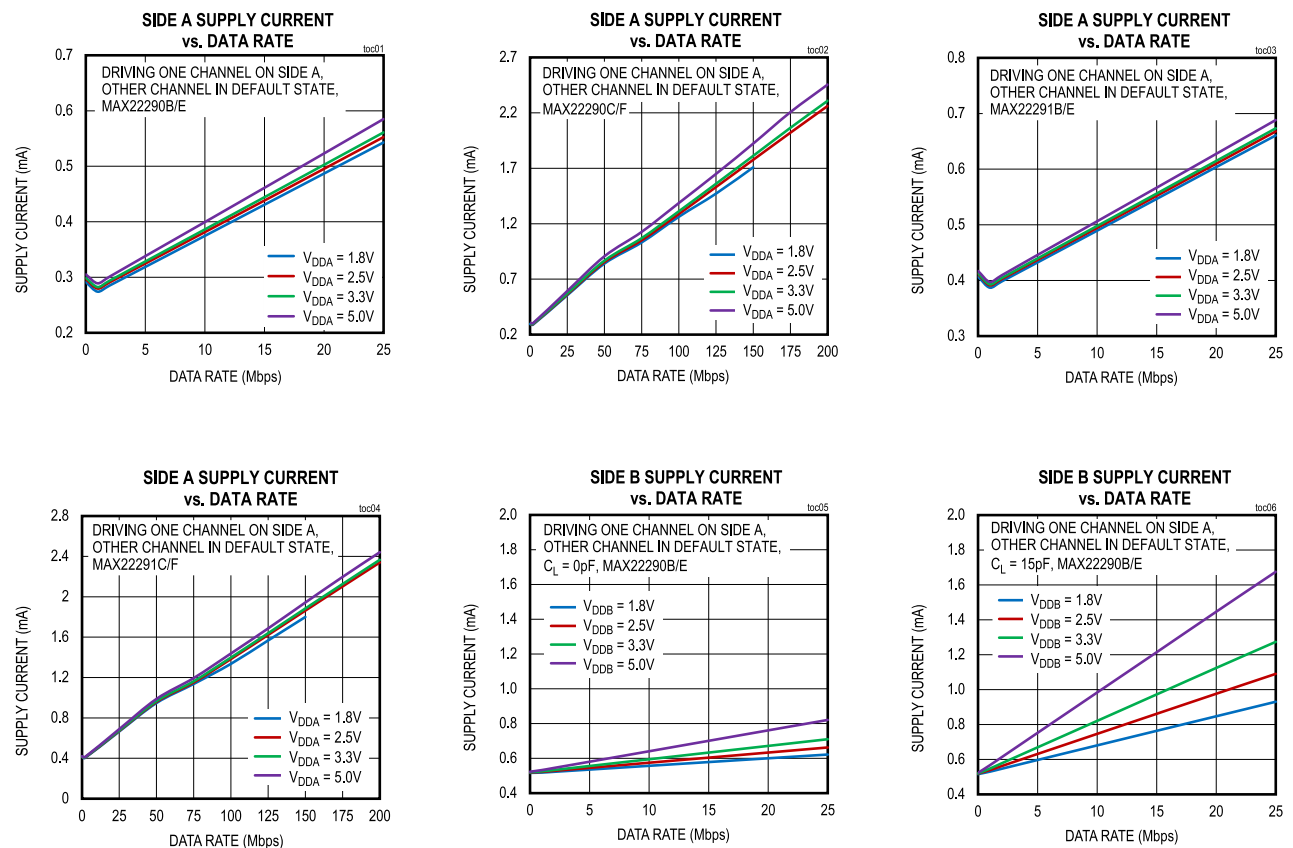 SIDE A SUPPLY CURRENT
vs. DATA RATE
toc01
DRIVING ONE CHANNEL ON SIDE A,
OTHER CHANNEL IN DEFAULT STATE,
MAX22290B/E
0.7
0.6
0.5
0.4
0.3
0.2
SUPPLY CURRENT (mA)
VDDA = 1.8V
VDDA = 2.5V
VDDA = 3.3V
VDDA = 5.0V
0 5 10 15 20 25
DATA RATE (Mbps)
SIDE A SUPPLY CURRENT
vs. DATA RATE
toc02
DRIVING ONE CHANNEL ON SIDE A,
OTHER CHANNEL IN DEFAULT STATE,
MAX22290C/F
2.7
2.2
1.7
1.2
0.7
0.2
SUPPLY CURRENT (mA)
VDDA = 1.8V
VDDA = 2.5V
VDDA = 3.3V
VDDA = 5.0V
0 25 50 75 100 125 150 175 200
DATA RATE (Mbps)
SIDE A SUPPLY CURRENT
vs. DATA RATE
toc03
DRIVING ONE CHANNEL ON SIDE A,
OTHER CHANNEL IN DEFAULT STATE,
MAX22291B/E
0.8
0.7
0.6
0.5
0.4
0.3
SUPPLY CURRENT (mA)
VDDA = 1.8V
VDDA = 2.5V
VDDA = 3.3V
VDDA = 5.0V
0 5 10 15 20 25
DATA RATE (Mbps)
SIDE A SUPPLY CURRENT
vs. DATA RATE
toc04
DRIVING ONE CHANNEL ON SIDE A,
OTHER CHANNEL IN DEFAULT STATE,
MAX22291C/F
2.8
2.4
2
1.6
1.2
0.8
0.4
0
SUPPLY CURRENT (mA)
VDDA = 1.8V
VDDA = 2.5V
VDDA = 3.3V
VDDA = 5.0V
0 25 50 75 100 125 150 175 200
DATA RATE (Mbps)
SIDE B SUPPLY CURRENT
vs. DATA RATE
toc05
DRIVING ONE CHANNEL ON SIDE A,
OTHER CHANNEL IN DEFAULT STATE,
CL = 0pF, MAX22290B/E
2.0
1.8
1.6
1.4
1.2
1.0
0.8
0.6
0.4
SUPPLY CURRENT (mA)
VDDB = 1.8V
VDDB = 2.5V
VDDB = 3.3V
VDDB = 5.0V
0 5 10 15 20 25
DATA RATE (Mbps)
SIDE B SUPPLY CURRENT
vs. DATA RATE
toc06
DRIVING ONE CHANNEL ON SIDE A,
OTHER CHANNEL IN DEFAULT STATE,
CL = 15pF, MAX22290B/E
2.0
1.8
1.6
1.4
1.2
1.0
0.8
0.6
0.4
SUPPLY CURRENT (mA)
VDDB = 1.8V
VDDB = 2.5V
VDDB = 3.3V
VDDB = 5.0V
0 5 10 15 20 25
DATA RATE (Mbps)